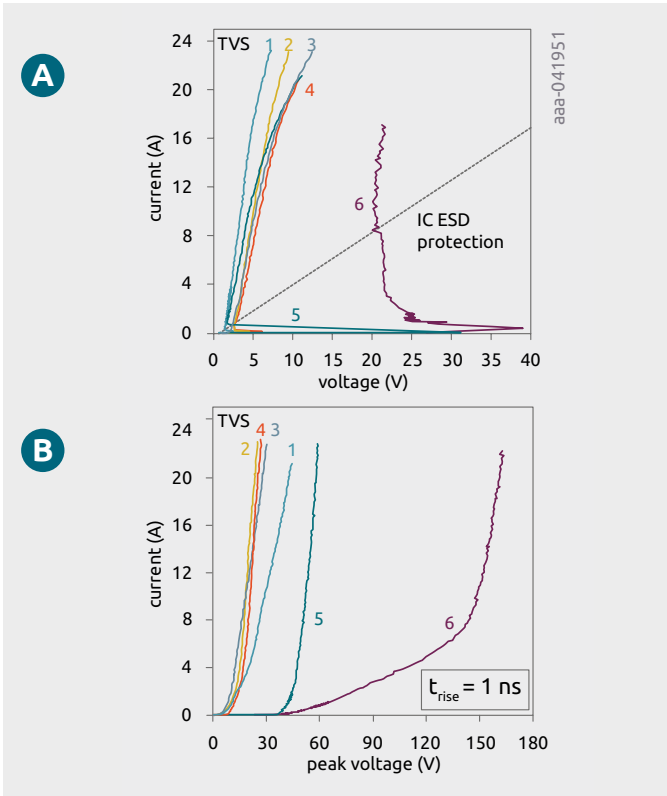 A
TVS
1 2 3
4
5
6
IC ESD
protection
aaa-041951
current (A)
24
20
16
12
8
4
0
0 5 10 15 20 25 30 35 40
voltage (V)
B
TVS
2 4 3 1
5
6
current (A)
24
20
16
12
8
4
0
t_rise = 1 ns
0 30 60 90 120 150 180
peak voltage (V)